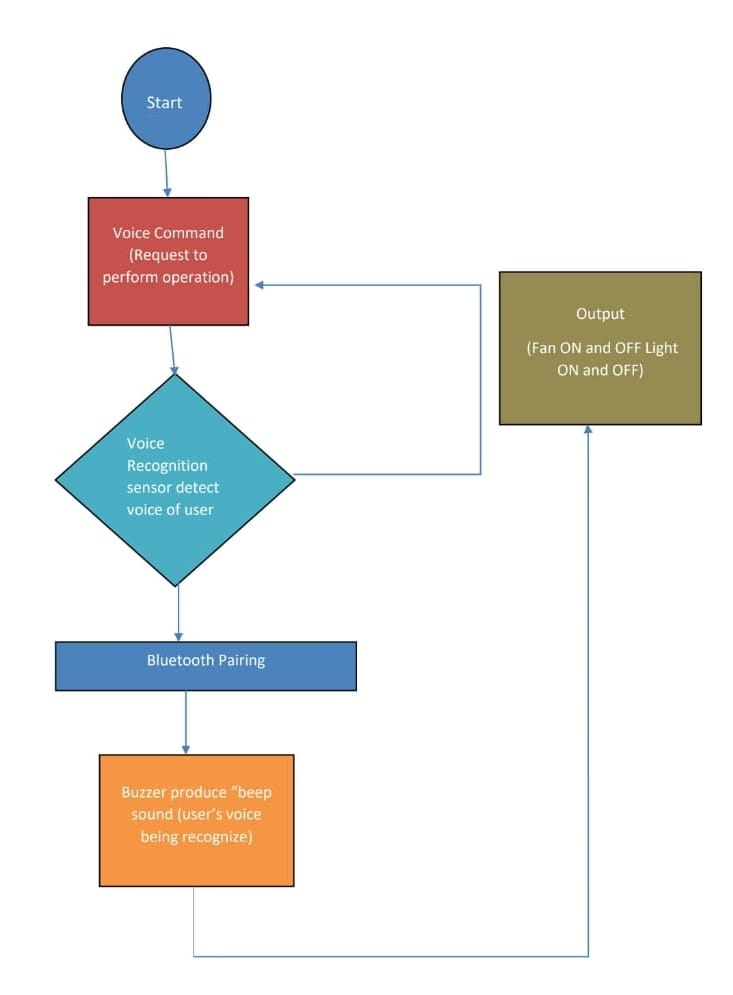 Start
Voice Command
(Request to
perform operation)
Output
(Fan ON and OFF Light
ON and OFF)
Voice
Recognition
sensor detect
voice of user
Bluetooth Pairing
Buzzer produce “beep
sound (user’s voice
being recognize)